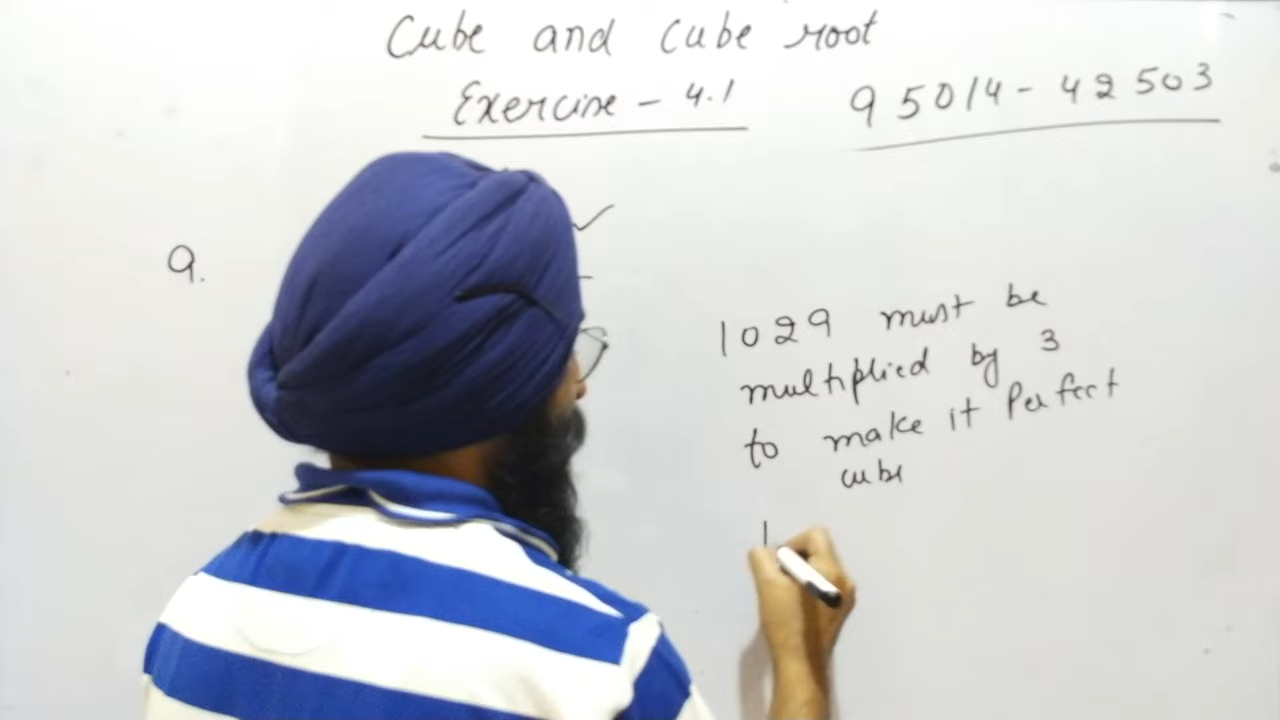 Cube and cube root
Exercise - 4.1
95014-42503
9.
1029 must be
multiplied by 3
to make it Perfect
cube
1